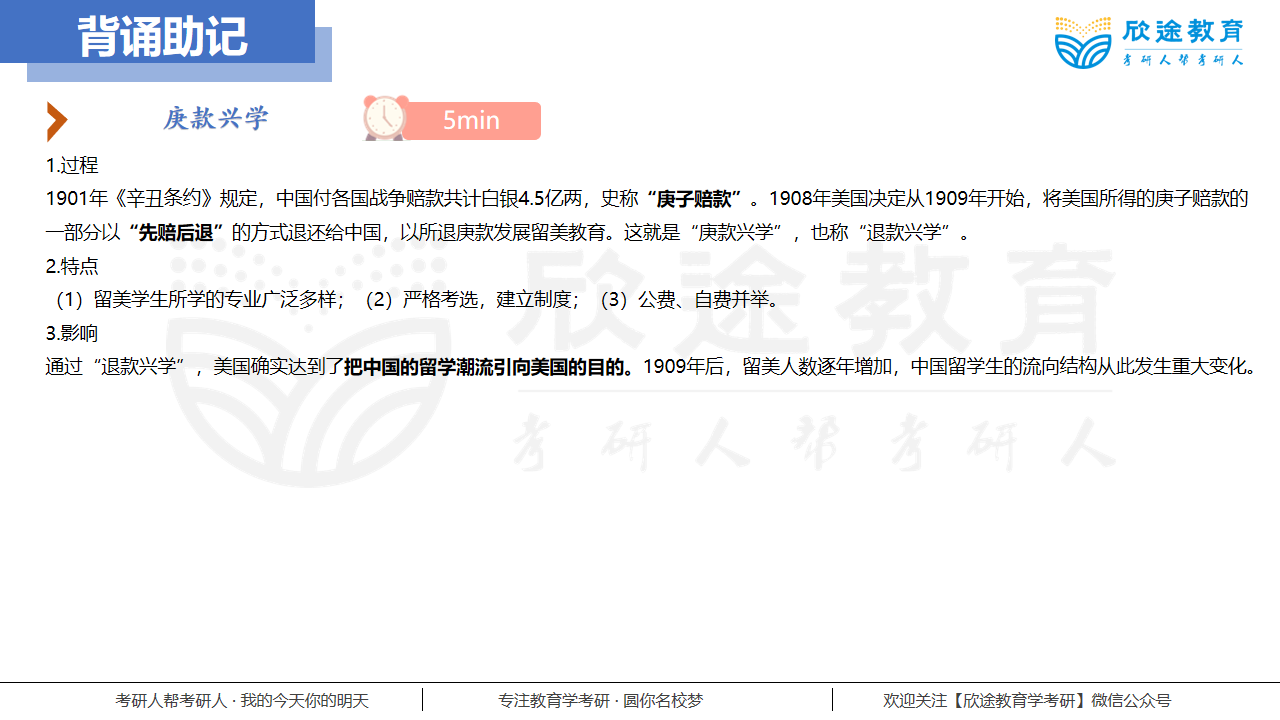 背诵助记
欣途教育
考研人帮考研人
庚款兴学
5min
1.过程
1901年《辛丑条约》规定，中国付各国战争赔款共计白银4.5亿两，史称“庚子赔款”。1908年美国决定从1909年开始，将美国所得的庚子赔款的
一部分以“先赔后退”的方式退还给中国，以所退庚款发展留美教育。这就是“庚款兴学”，也称“退款兴学”。
2.特点
（1）留美学生所学的专业广泛多样；（2）严格考选，建立制度；（3）公费、自费并举。
3.影响
通过“退款兴学”，美国确实达到了把中国的留学潮流引向美国的目的。1909年后，留美人数逐年增加，中国留学生的流向结构从此发生重大变化。
欣途教育
考研人帮考研人
考研人帮考研人·我的今天你的明天
专注教育学考研·圆你名校梦
欢迎关注【欣途教育学考研】微信公众号